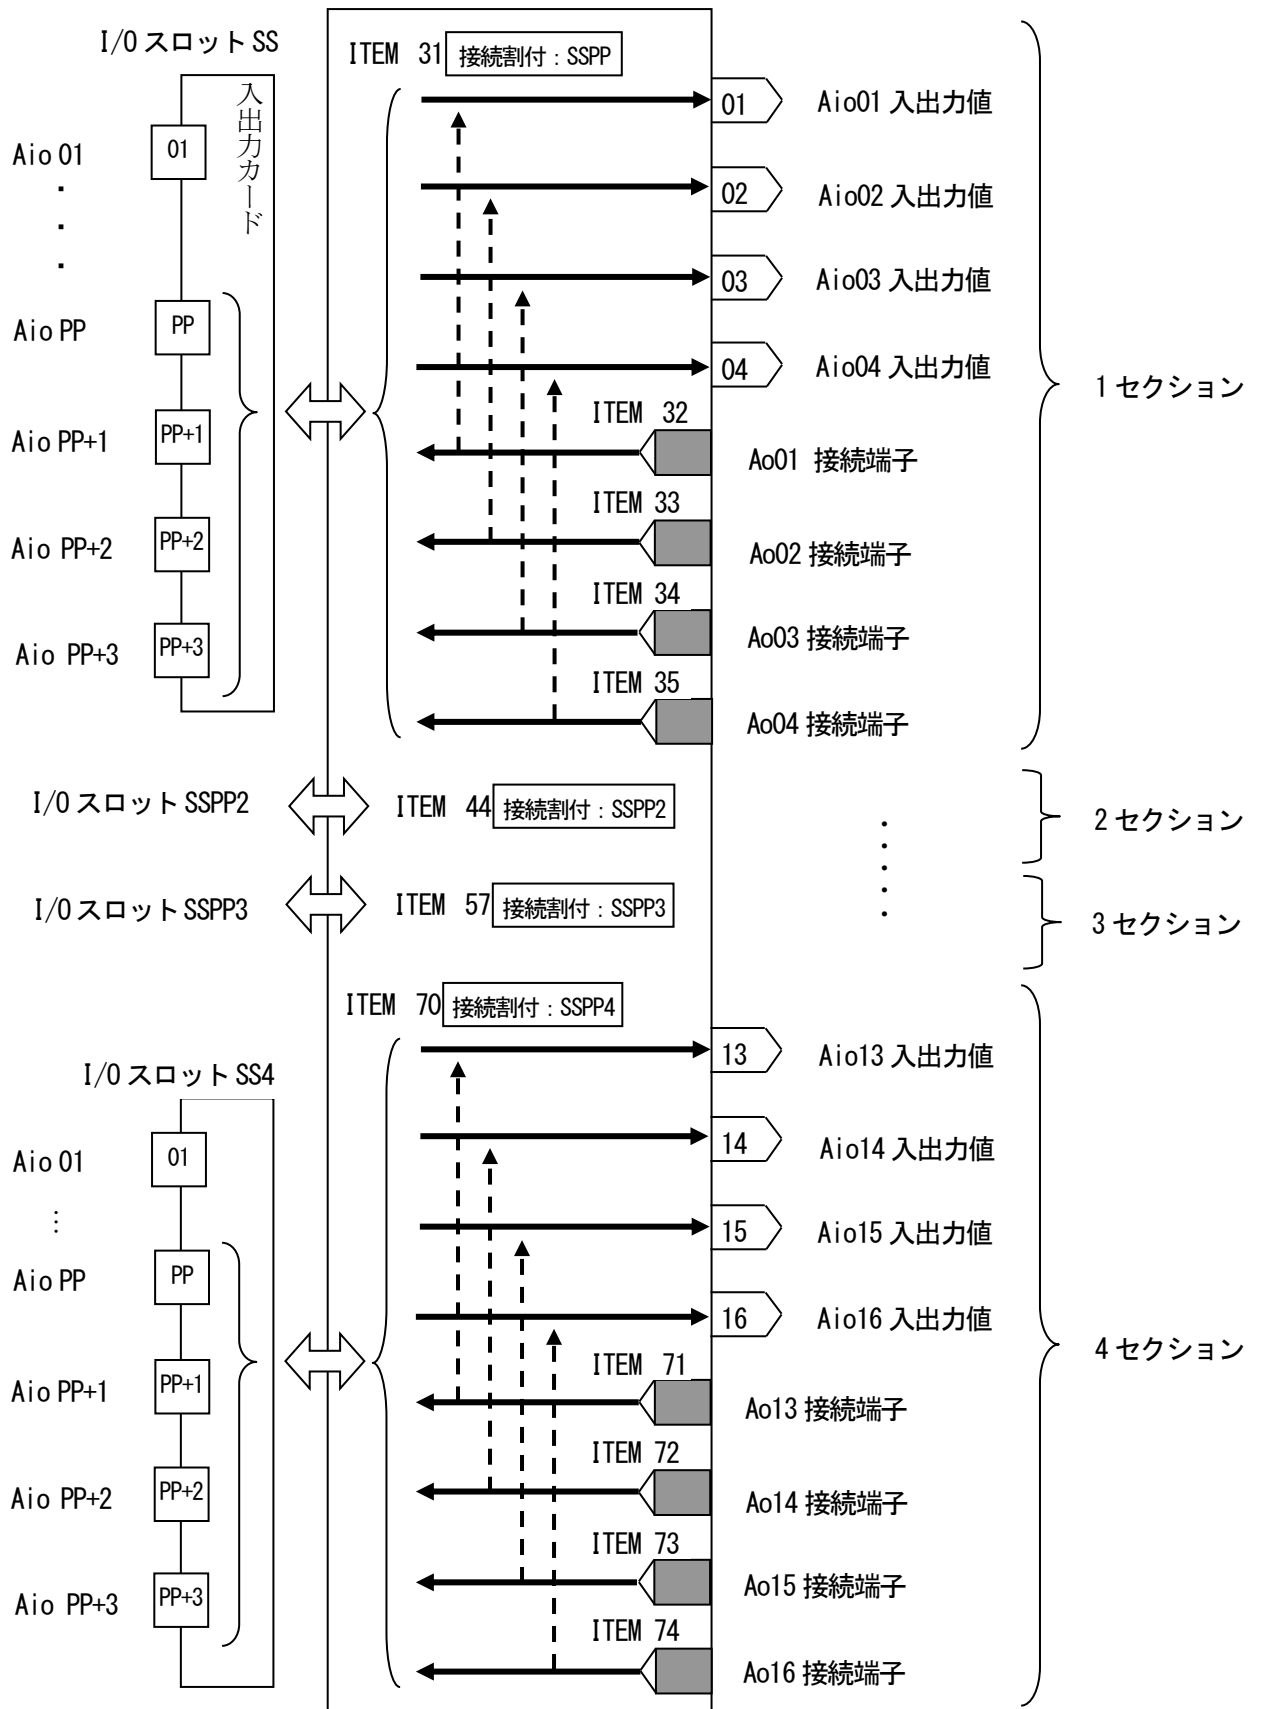 I/O スロット SS
入出力カード
Aio 01
01
・
・
・
Aio PP
PP
Aio PP+1
PP+1
Aio PP+2
PP+2
Aio PP+3
PP+3
ITEM 31 接続割付：SSPP
01 Aio01 入出力値
02 Aio02 入出力値
03 Aio03 入出力値
04 Aio04 入出力値
ITEM 32
Ao01 接続端子
ITEM 33
Ao02 接続端子
ITEM 34
Ao03 接続端子
ITEM 35
Ao04 接続端子
1 セクション
I/O スロット SSPP2
ITEM 44 接続割付：SSPP2
2 セクション
I/O スロット SSPP3
ITEM 57 接続割付：SSPP3
・
・
・
・
・
3 セクション
ITEM 70 接続割付：SSPP4
I/O スロット SS4
Aio 01
01
…
Aio PP
PP
Aio PP+1
PP+1
Aio PP+2
PP+2
Aio PP+3
PP+3
13 Aio13 入出力値
14 Aio14 入出力値
15 Aio15 入出力値
16 Aio16 入出力値
ITEM 71
Ao13 接続端子
ITEM 72
Ao14 接続端子
ITEM 73
Ao15 接続端子
ITEM 74
Ao16 接続端子
4 セクション